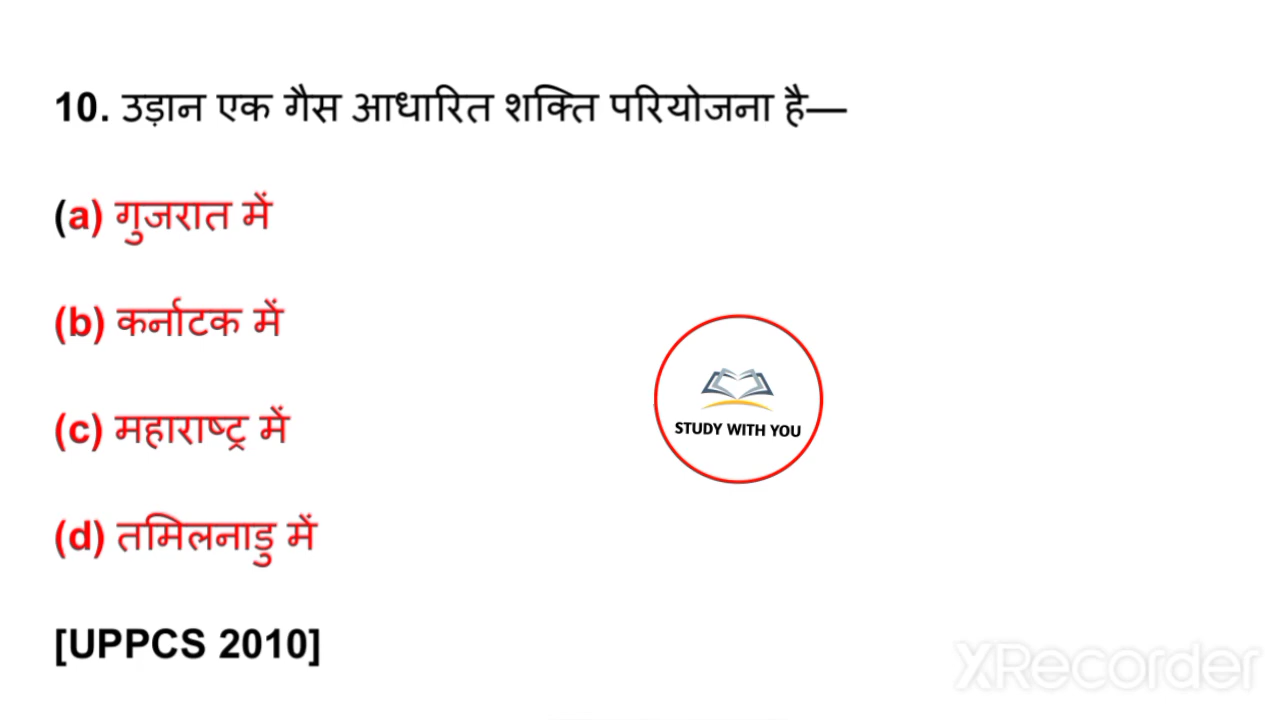 10. उड़ान एक गैस आधारित शक्ति परियोजना है—
(a) गुजरात में
(b) कर्नाटक में
(c) महाराष्ट्र में
(d) तमिलनाडु में
STUDY WITH YOU
[UPPCS 2010]
XRecorder